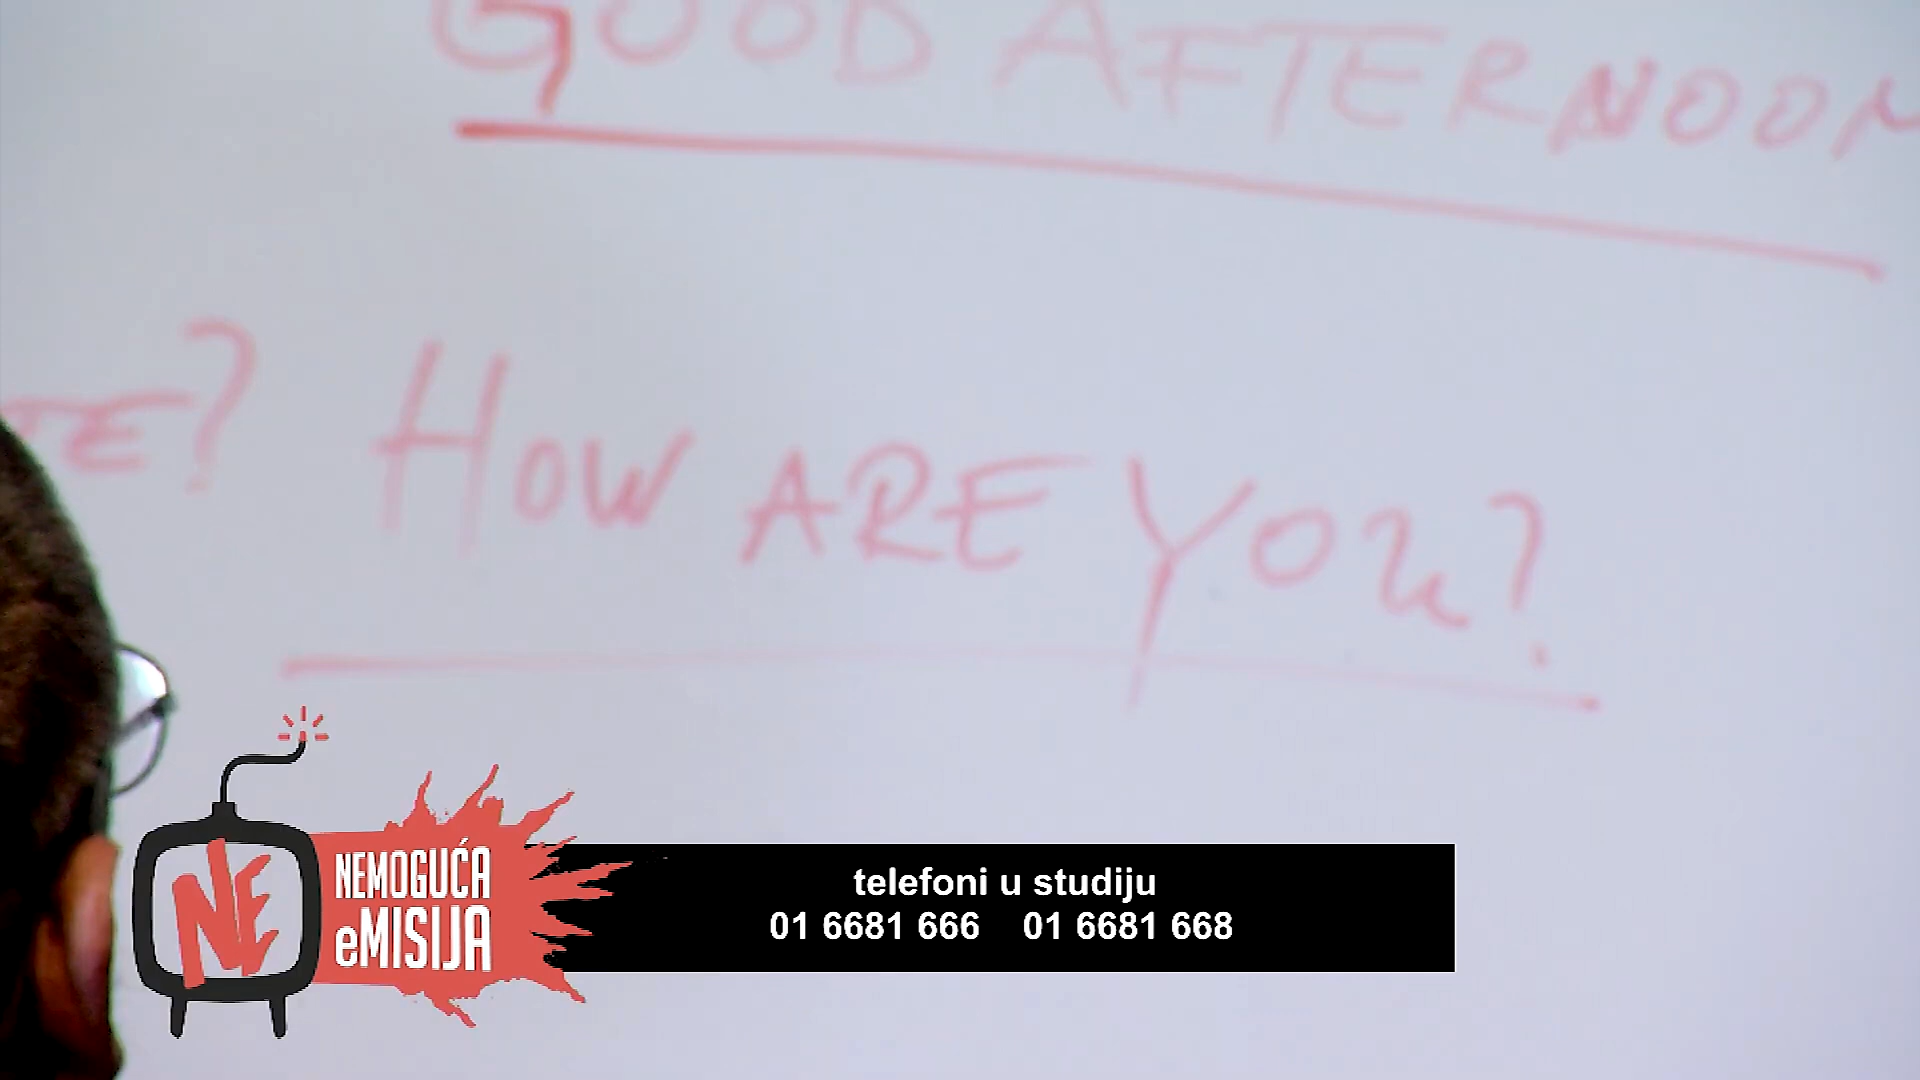 GOOD AFTERNOON
TE? HOW ARE YOU?
NE
NEMOGUĆA
eMISIJA
telefoni u studiju
01 6681 666 01 6681 668